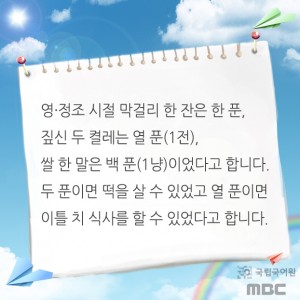 영·정조 시절 막걸리 한 잔은 한 푼,
짚신 두 켤레는 열 푼(1전),
쌀 한 말은 백 푼(1냥)이었다고 합니다.
두 푼이면 떡을 살 수 있었고 열 푼이면
이틀 치 식사를 할 수 있었다고 합니다.
국립국어원
MBC